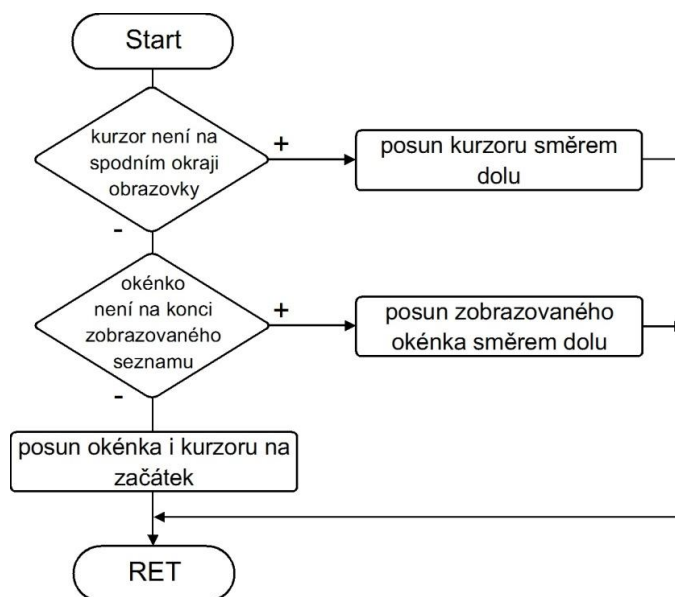 Start
kurzor není na
spodním okraji
obrazovky
+
posun kurzoru směrem
dolu
-
okénko
není na konci
zobrazovaného
seznamu
+
posun zobrazovaného
okénka směrem dolu
-
posun okénka i kurzoru na
začátek
RET